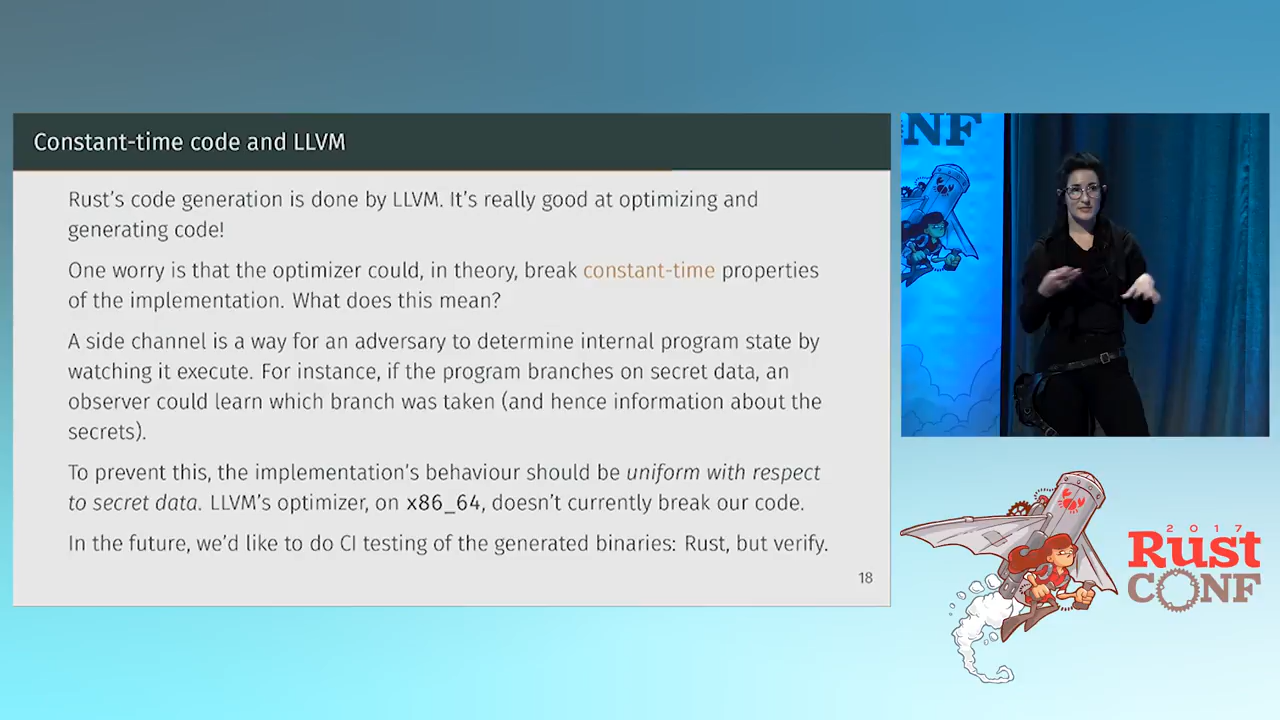 Constant-time code and LLVM
Rust's code generation is done by LLVM. It's really good at optimizing and
generating code!
One worry is that the optimizer could, in theory, break constant-time properties
of the implementation. What does this mean?
A side channel is a way for an adversary to determine internal program state by
watching it execute. For instance, if the program branches on secret data, an
observer could learn which branch was taken (and hence information about the
secrets).
To prevent this, the implementation's behaviour should be uniform with respect
to secret data. LLVM's optimizer, on x86_64, doesn't currently break our code.
In the future, we'd like to do CI testing of the generated binaries: Rust, but verify.
18
NF
2017
Rust
CONF